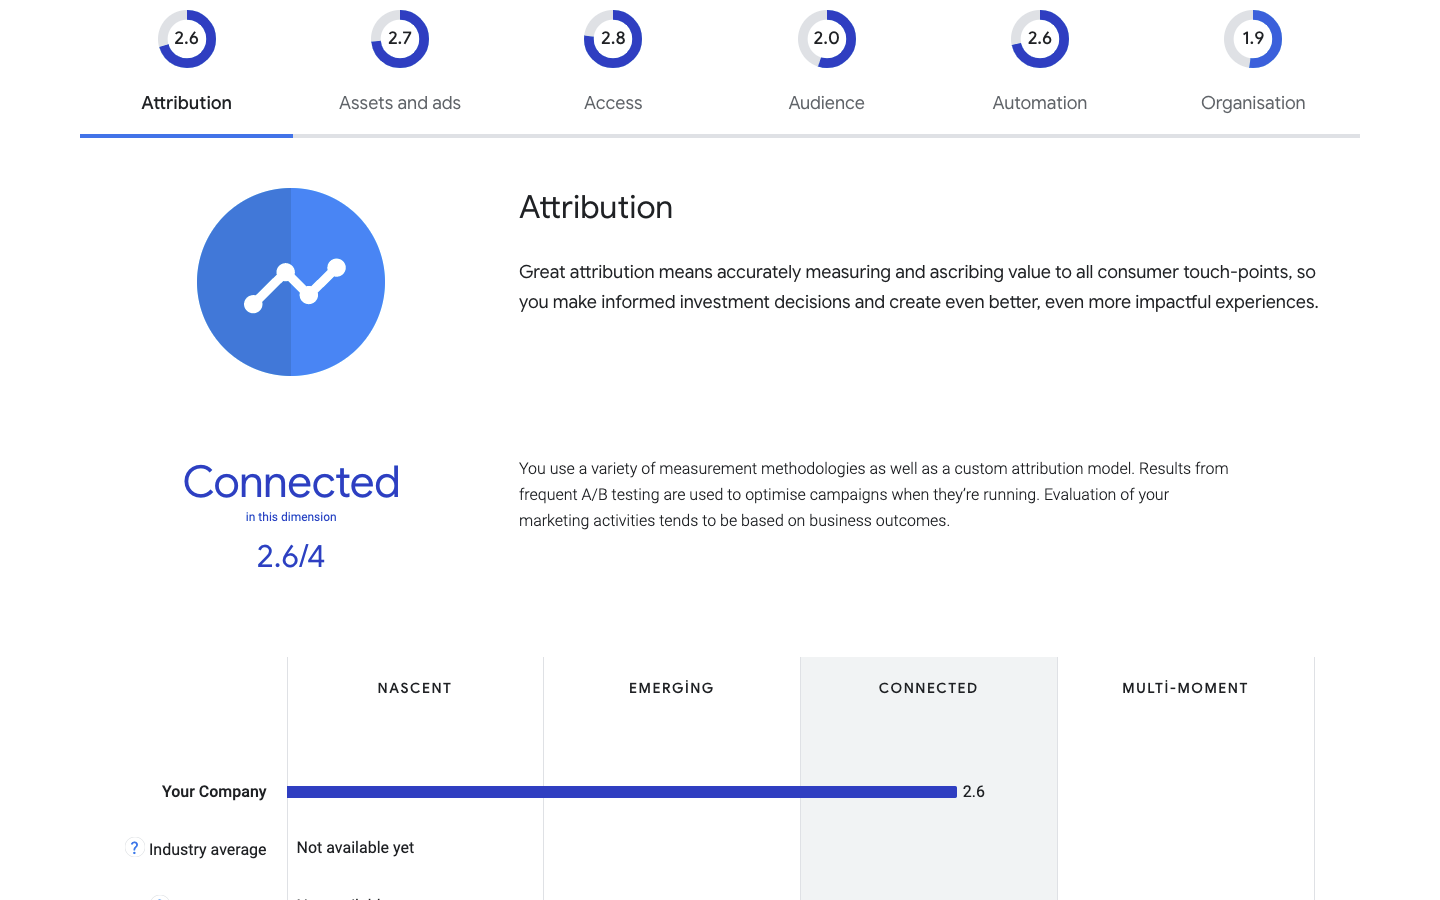 2.6
2.7
2.8
2.0
2.6
1.9
Attribution
Assets and ads
Access
Audience
Automation
Organisation
Attribution
Great attribution means accurately measuring and ascribing value to all consumer touch-points, so
you make informed investment decisions and create even better, even more impactful experiences.
Connected
in this dimension
2.6/4
You use a variety of measurement methodologies as well as a custom attribution model. Results from
frequent A/B testing are used to optimise campaigns when they’re running. Evaluation of your
marketing activities tends to be based on business outcomes.
NASCENT
EMERGİNG
CONNECTED
MULTİ-MOMENT
Your Company
2.6
? Industry average
Not available yet